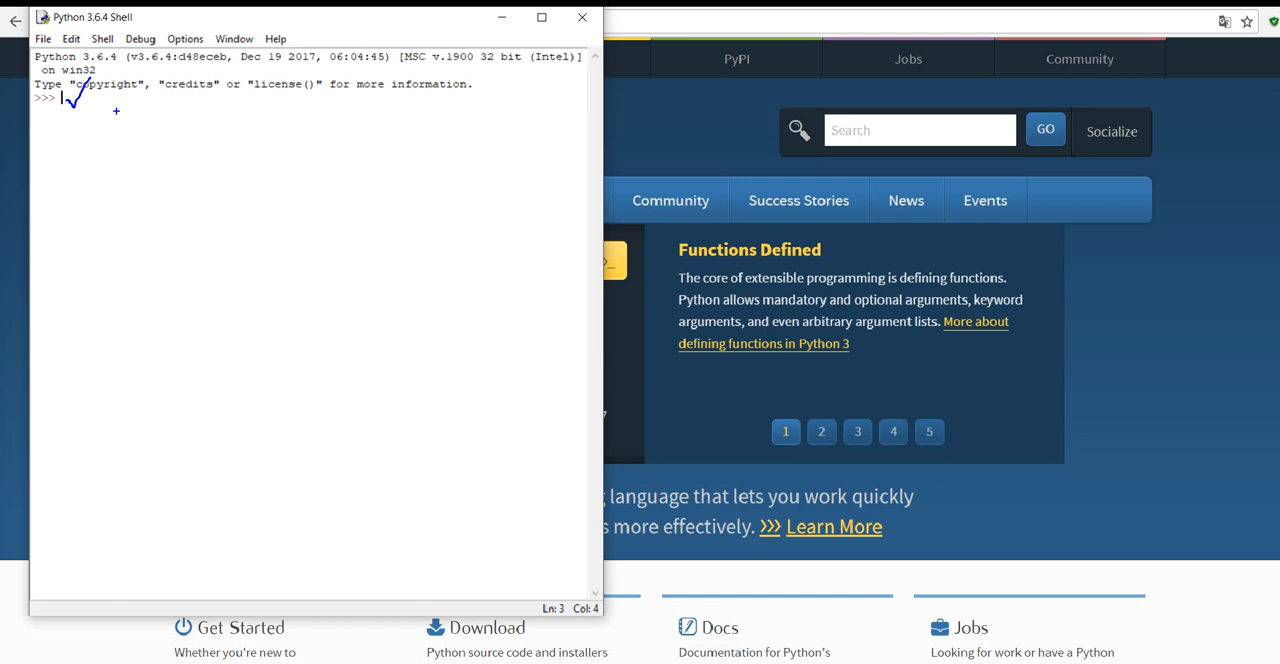 Python 3.6.4 Shell
File Edit Shell Debug Options Window Help
Python 3.6.4 (v3.6.4:d48eceb, Dec 19 2017, 06:04:45) [MSC v.1900 32 bit (Intel)]
on win32
Type "copyright", "credits" or "license()" for more information.
>>>
Ln: 3 Col: 4
PyPI Jobs Community
Search GO Socialize
Community Success Stories News Events
>_
Functions Defined
The core of extensible programming is defining functions.
Python allows mandatory and optional arguments, keyword
arguments, and even arbitrary argument lists. More about
defining functions in Python 3
1 2 3 4 5
language that lets you work quickly
s more effectively. >>> Learn More
Get Started
Whether you're new to
Download
Python source code and installers
Docs
Documentation for Python's
Jobs
Looking for work or have a Python